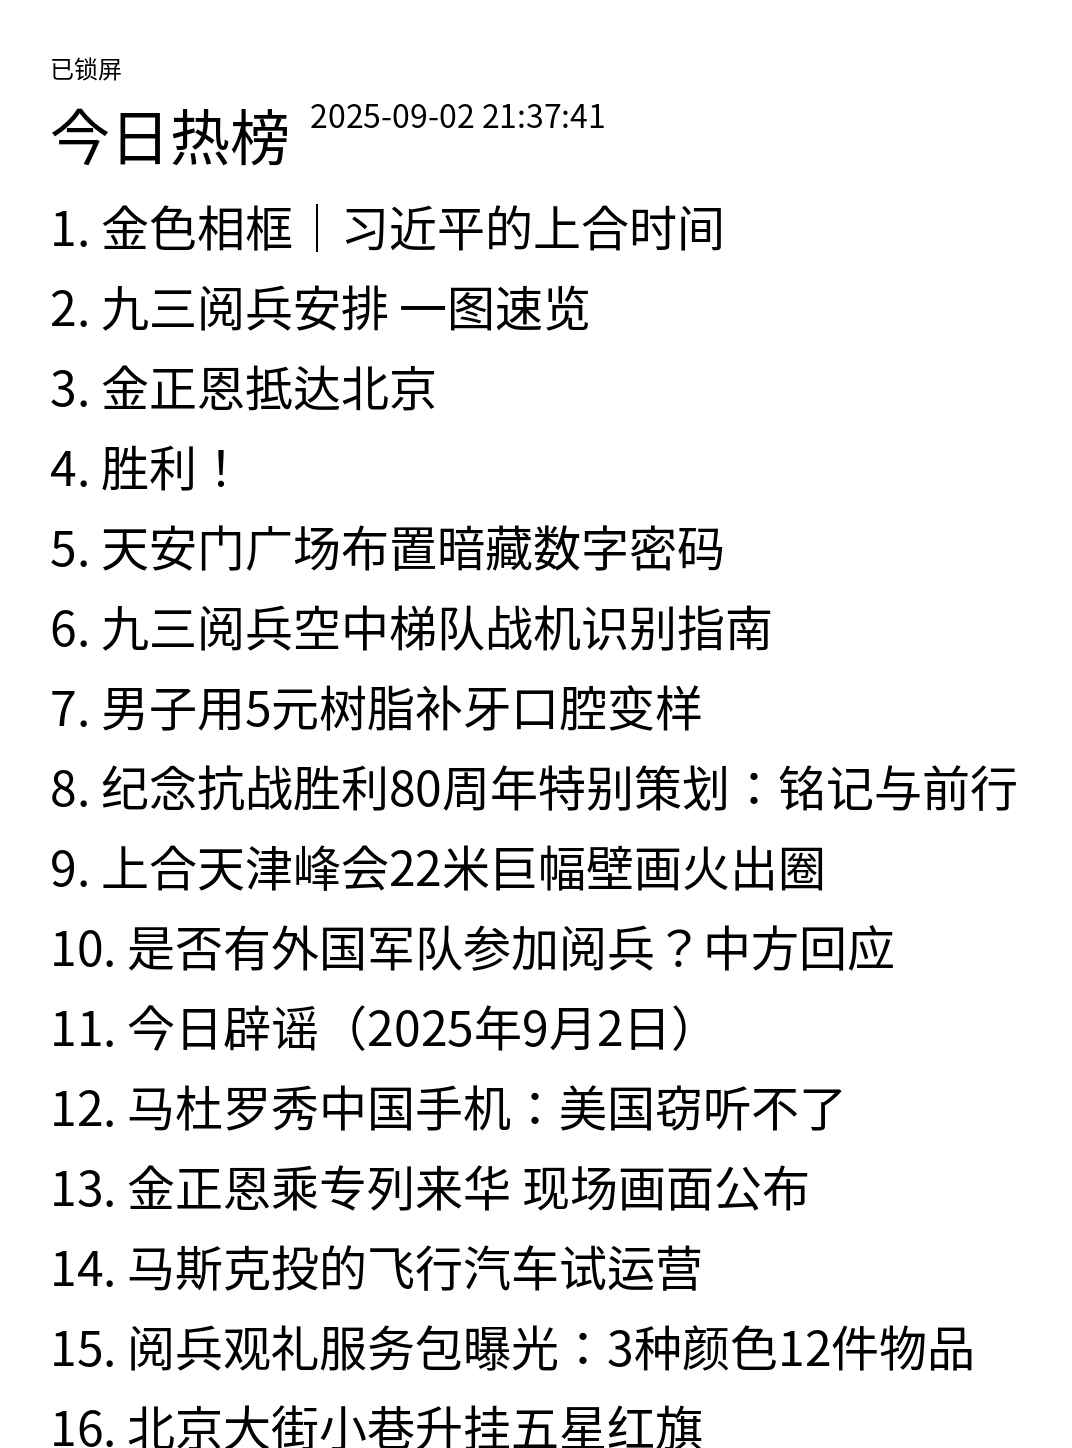 已锁屏
今日热榜 2025-09-02 21:37:41
1. 金色相框｜习近平的上合时间
2. 九三阅兵安排 一图速览
3. 金正恩抵达北京
4. 胜利！
5. 天安门广场布置暗藏数字密码
6. 九三阅兵空中梯队战机识别指南
7. 男子用5元树脂补牙口腔变样
8. 纪念抗战胜利80周年特别策划：铭记与前行
9. 上合天津峰会22米巨幅壁画火出圈
10. 是否有外国军队参加阅兵？中方回应
11. 今日辟谣（2025年9月2日）
12. 马杜罗秀中国手机：美国窃听不了
13. 金正恩乘专列来华 现场画面公布
14. 马斯克投的飞行汽车试运营
15. 阅兵观礼服务包曝光：3种颜色12件物品
16. 北京大街小巷升挂五星红旗